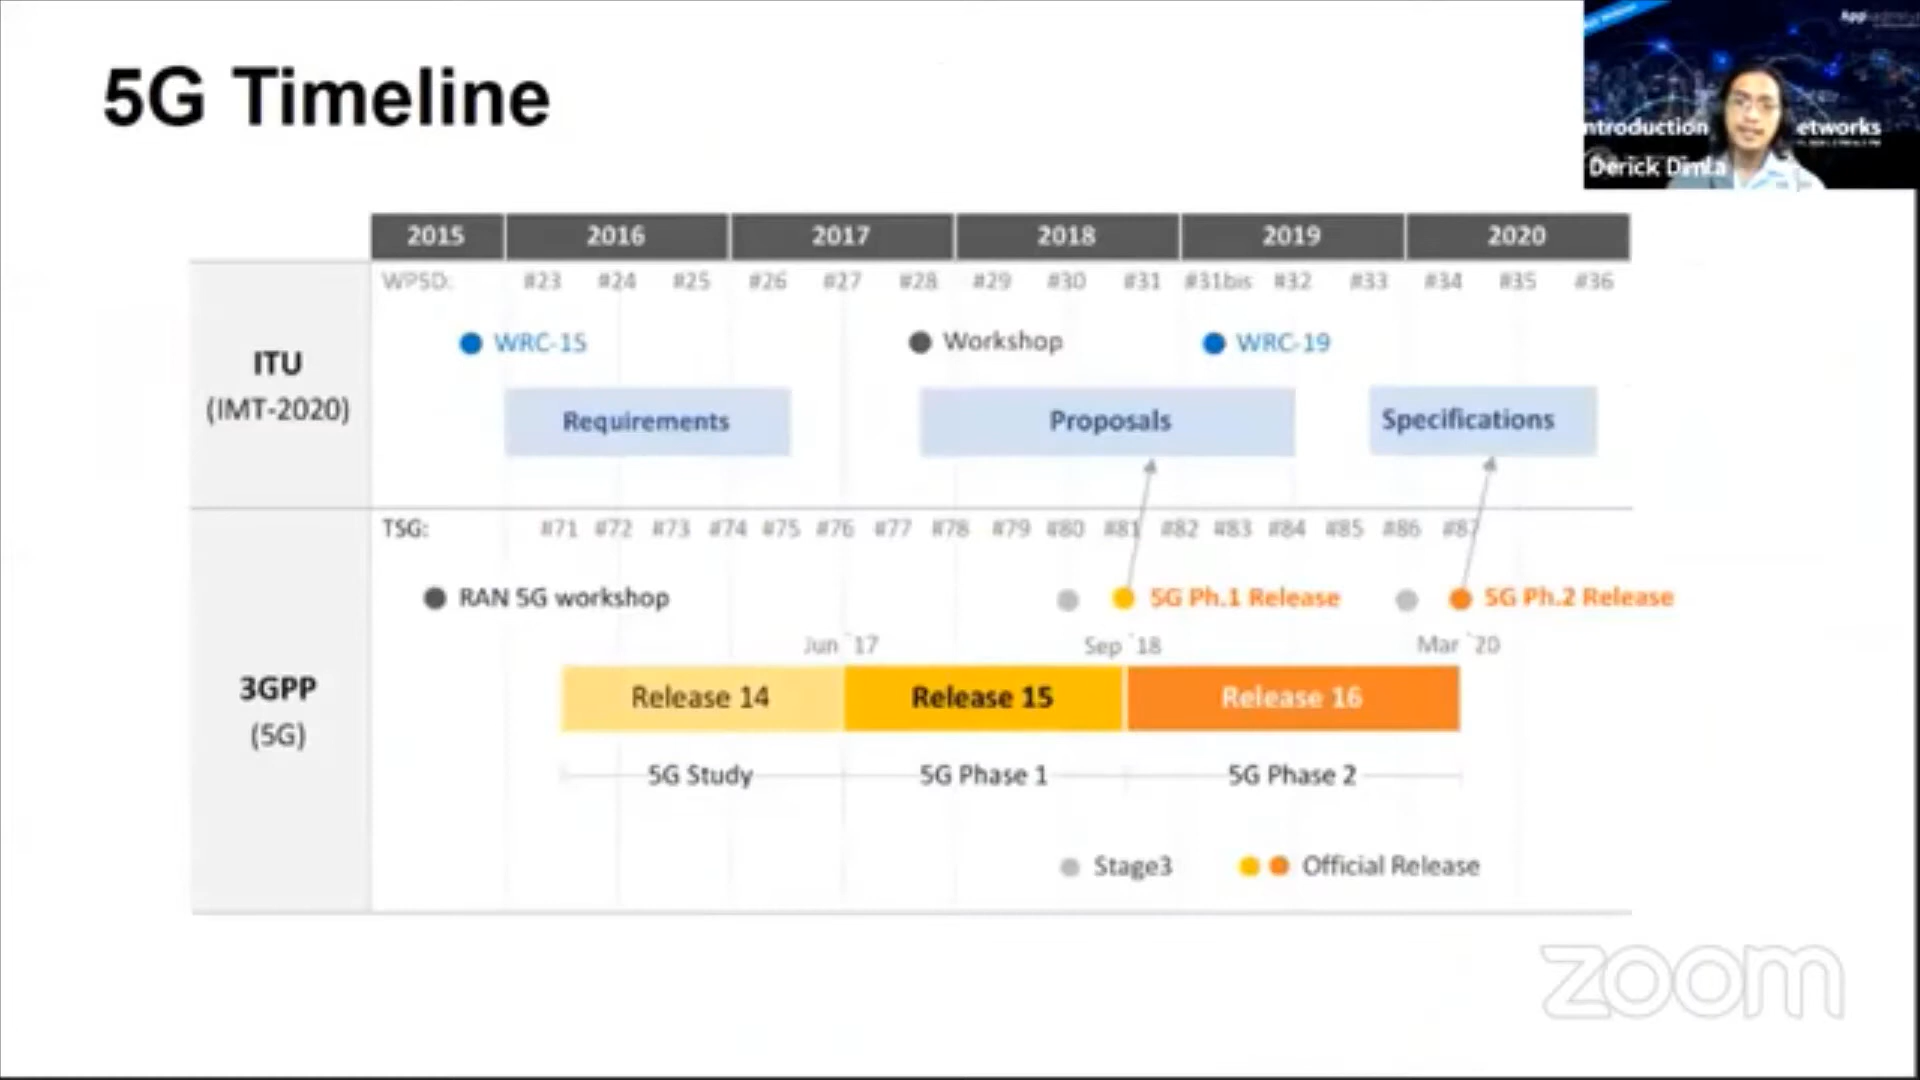 5G Timeline
ntroduction etworks
Derick Dimla
2015 2016 2017 2018 2019 2020
WP5D: #23 #24 #25 #26 #27 #28 #29 #30 #31 #31bis #32 #33 #34 #35 #36
WRC-15 Workshop WRC-19
ITU
(IMT-2020)
Requirements Proposals Specifications
TSG: #71 #72 #73 #74 #75 #76 #77 #78 #79 #80 #81 #82 #83 #84 #85 #86 #87
RAN 5G workshop 5G Ph.1 Release 5G Ph.2 Release
Jun `17 Sep `18 Mar `20
3GPP
(5G)
Release 14 Release 15 Release 16
5G Study 5G Phase 1 5G Phase 2
Stage3 Official Release
zoom